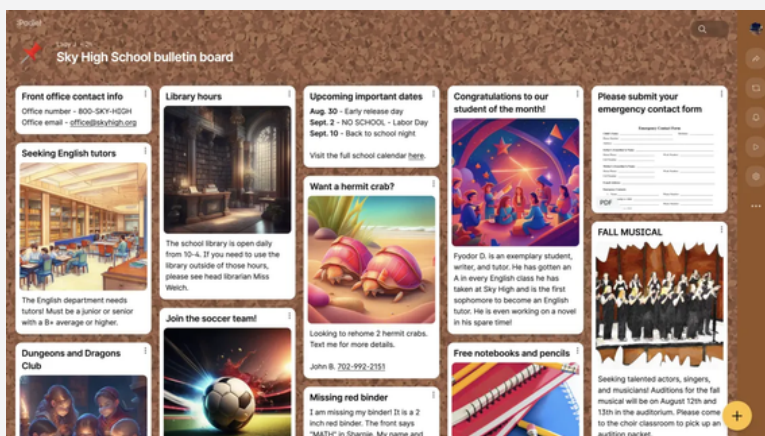 Sky High School bulletin board
Front office contact info
Office number - 800-SKY-HIGH
Office email - office@skyhigh.org
Seeking English tutors
The English department needs
tutors! Must be a junior or senior
with a B+ average or higher.
Dungeons and Dragons
Club
Library hours
The school library is open daily
from 10-4. If you need to use the
library outside of those hours,
please see head librarian Miss
Welch.
Join the soccer team!
Upcoming important dates
Aug. 30 - Early release day
Sept. 2 - NO SCHOOL - Labor Day
Sept. 10 - Back to school night
Visit the full school calendar here.
Want a hermit crab?
Looking to rehome 2 hermit crabs.
Text me for more details.
John B. 702-992-2151
Missing red binder
I am missing my binder! It is a 2
inch red binder. The front says
"MATH" in Sharpie. My name and
Congratulations to our
student of the month!
Fyodor D. is an exemplary student,
writer, and tutor. He has gotten an
A in every English class he has
taken at Sky High and is the first
sophomore to become an English
tutor. He is even working on a novel
in his spare time!
Free notebooks and pencils
Please submit your
emergency contact form
Emergency Contact Form
PDF
FALL MUSICAL
Seeking talented actors, singers,
and musicians! Auditions for the fall
musical will be on August 12th and
13th in the auditorium. Please come
to the choir classroom to pick up an
audition packet.